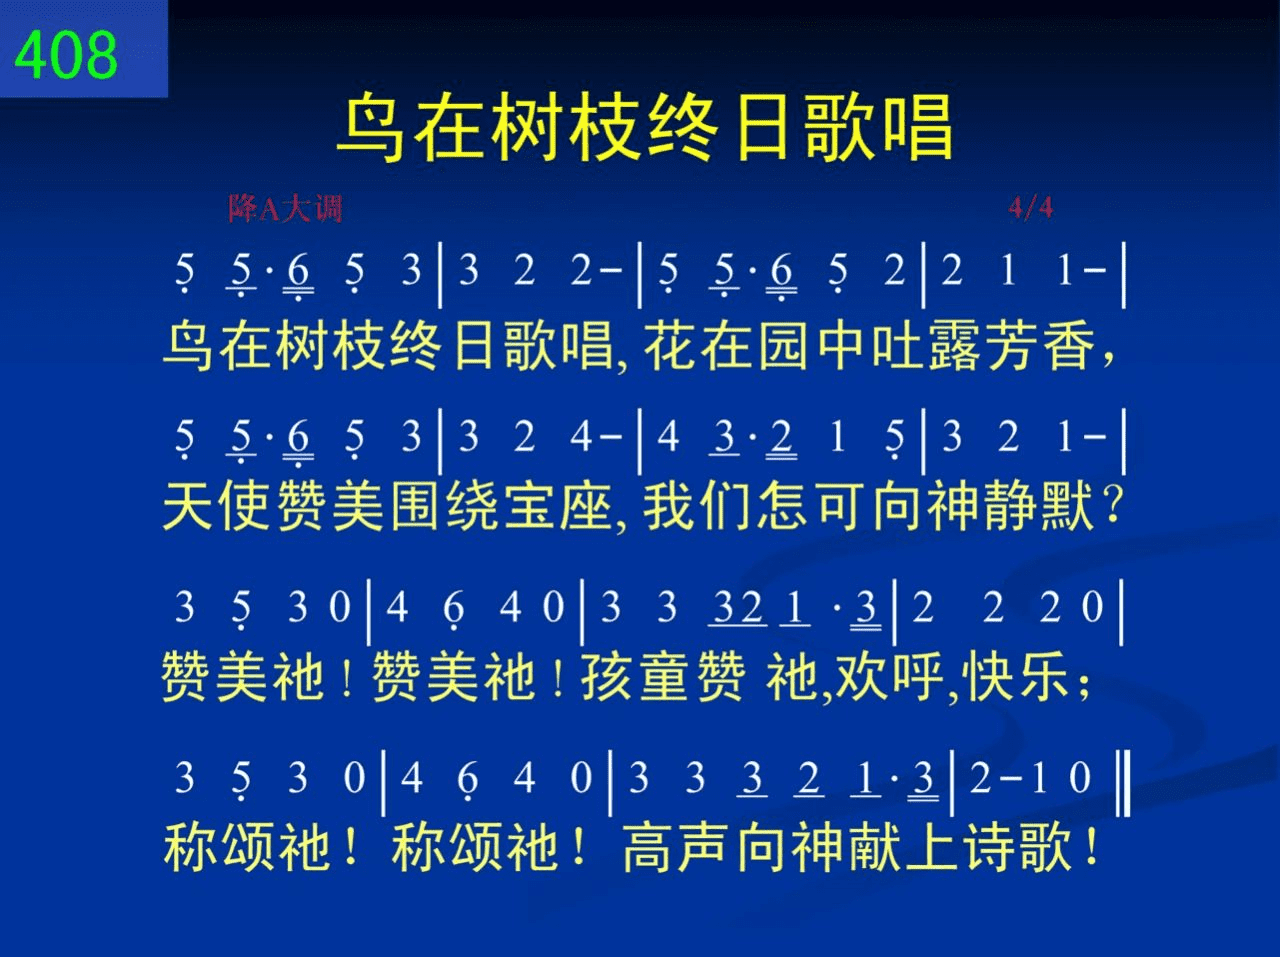 408
鸟在树枝终日歌唱
降A大调 4/4
5̣ 5̣·6̣ 5̣ 3|3 2 2-|5̣ 5̣·6̣ 5̣ 2|2 1 1-|
鸟在树枝终日歌唱,花在园中吐露芳香，
5̣ 5̣·6̣ 5̣ 3|3 2 4-|4 3·2 1 5̣|3 2 1-|
天使赞美围绕宝座,我们怎可向神静默？
3 5̣ 3 0|4 6̣ 4 0|3 3 32 1·3|2 2 2 0|
赞美祂！赞美祂！孩童赞 祂,欢呼,快乐；
3 5̣ 3 0|4 6̣ 4 0|3 3 3 2 1·3|2-1 0‖
称颂祂！称颂祂！高声向神献上诗歌！